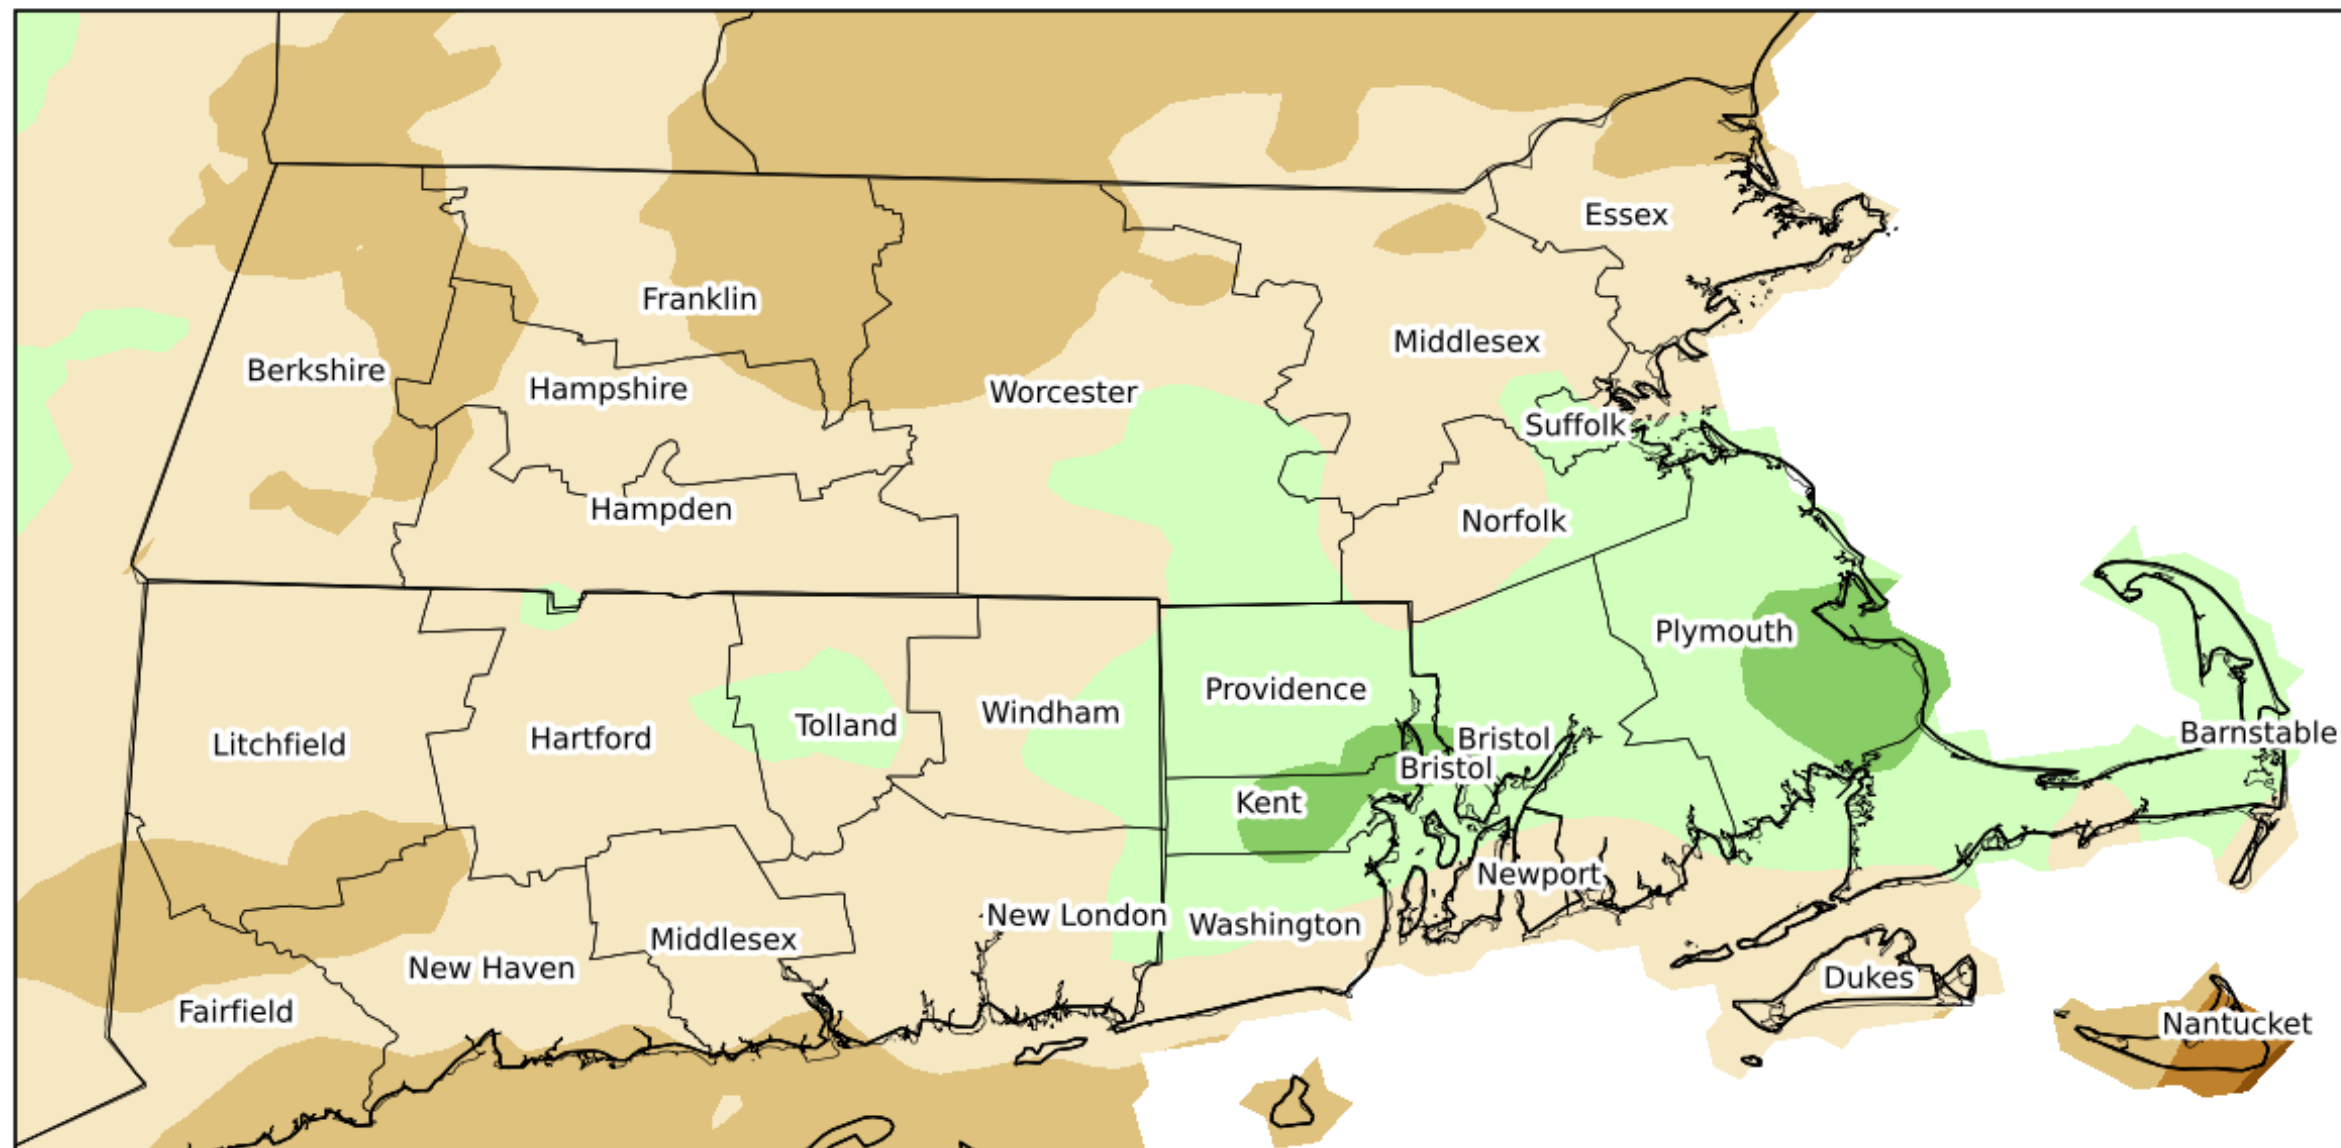 Essex
Franklin
Middlesex
Berkshire
Hampshire
Worcester
Suffolk
Hampden
Norfolk
Plymouth
Providence
Windham
Tolland
Barnstable
Hartford
Litchfield
Bristol
Bristol
Kent
Newport
New London
Washington
Middlesex
New Haven
Dukes
Fairfield
Nantucket